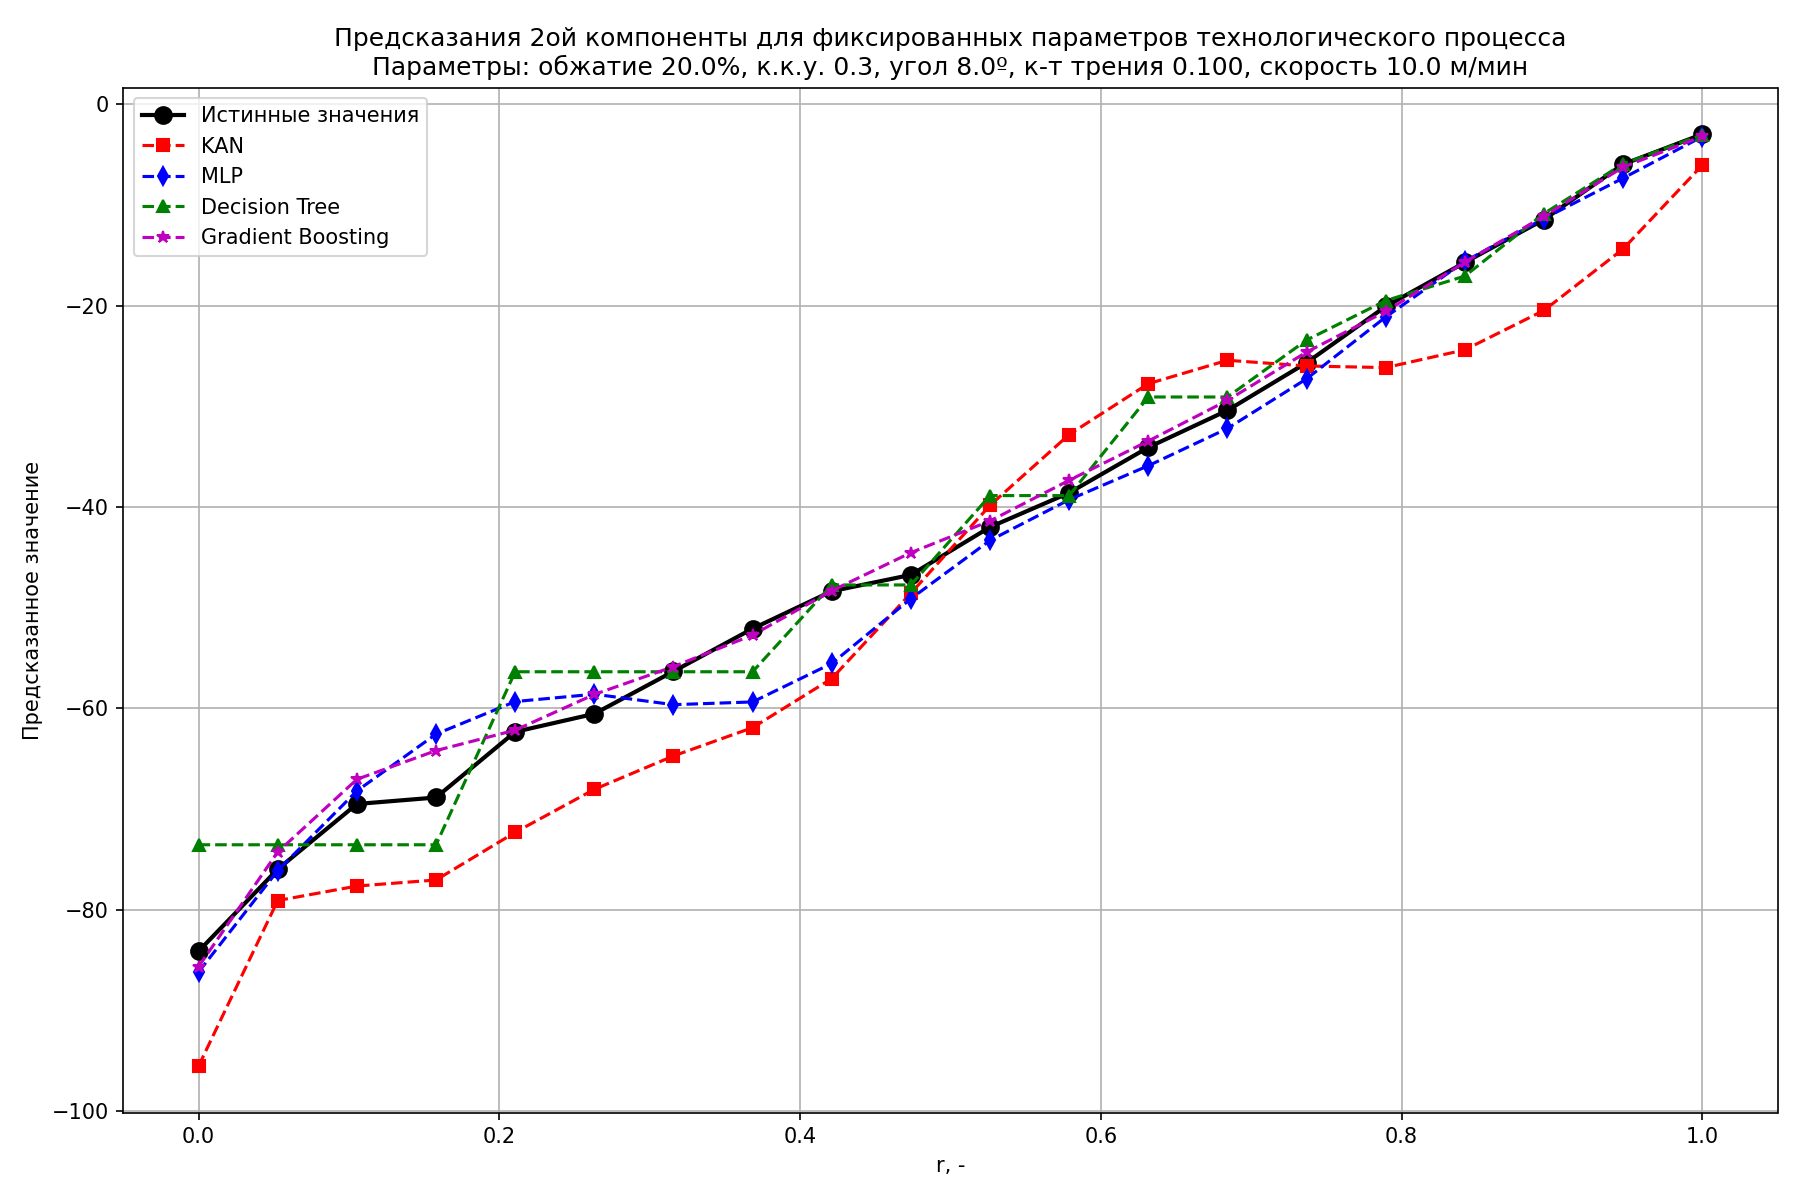 Предсказания 2ой компоненты для фиксированных параметров технологического процесса
Параметры: обжатие 20.0%, к.к.у. 0.3, угол 8.0º, к-т трения 0.100, скорость 10.0 м/мин
Истинные значения
KAN
MLP
Decision Tree
Gradient Boosting
Предсказанное значение
0
−20
−40
−60
−80
−100
0.0
0.2
0.4
0.6
0.8
1.0
r, -